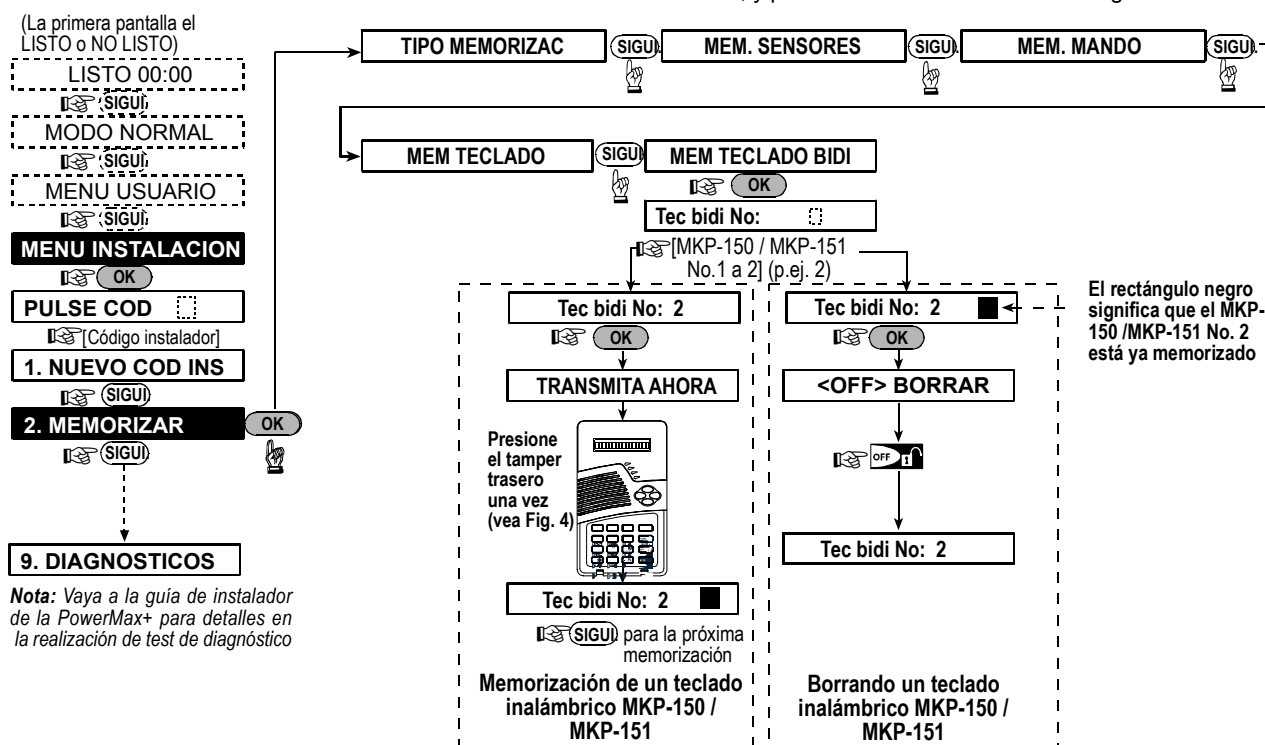 (La primera pantalla el
LISTO o NO LISTO)
LISTO 00:00
SIGUI
MODO NORMAL
SIGUI
MENU USUARIO
SIGUI
MENU INSTALACION
OK
PULSE COD
[Código instalador]
1. NUEVO COD INS
SIGUI
2. MEMORIZAR
OK
SIGUI
9. DIAGNOSTICOS
Nota: Vaya a la guía de instalador
de la PowerMax+ para detalles en
la realización de test de diagnóstico
TIPO MEMORIZAC
SIGUI.
MEM. SENSORES
SIGUI.
MEM. MANDO
SIGUI.
MEM TECLADO
SIGUI
MEM TECLADO BIDI
OK
Tec bidi No:
[MKP-150 / MKP-151
No.1 a 2] (p.ej. 2)
Tec bidi No: 2
OK
TRANSMITA AHORA
Presione
el tamper
trasero
una vez
(vea Fig. 4)
Tec bidi No: 2
SIGUI para la próxima
memorización
Memorización de un teclado
inalámbrico MKP-150 /
MKP-151
Tec bidi No: 2
OK
<OFF> BORRAR
OFF
Tec bidi No: 2
Borrando un teclado
inalámbrico MKP-150 /
MKP-151
El rectángulo negro
significa que el MKP-
150 /MKP-151 No. 2
está ya memorizado